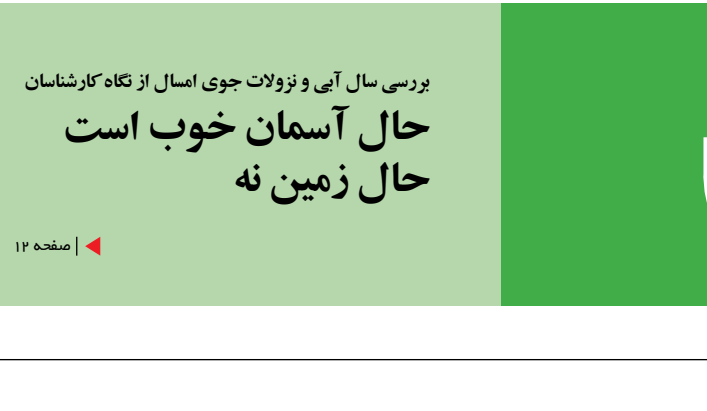 بررسی سال آبی و نزولات جوی امسال از نگاه کارشناسان
حال آسمان خوب است
حال زمین نه
صفحه ۱۲ |